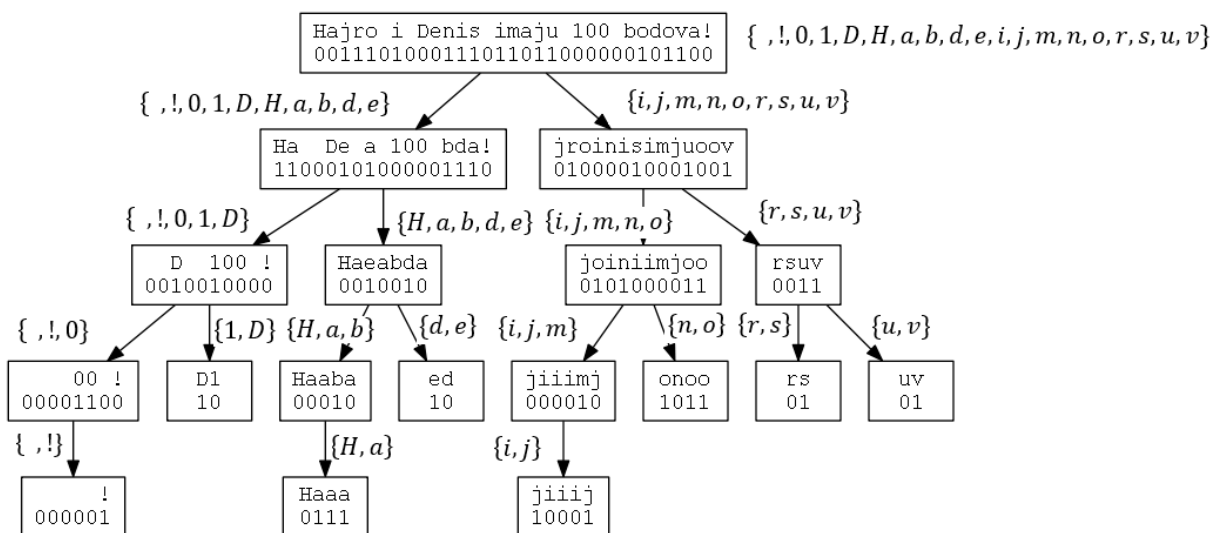 Hajro i Denis imaju 100 bodova!
0011101000111011011000000101100
{ ,!,0,1,D,H,a,b,d,e,i,j,m,n,o,r,s,u,v}
{ ,!,0,1,D,H,a,b,d,e}
{i,j,m,n,o,r,s,u,v}
Ha  De a 100 bda!
11000101000001110
jroinisimjuoov
01000010001001
{ ,!,0,1,D}
{H,a,b,d,e}
{i,j,m,n,o}
{r,s,u,v}
D  100 !
0010010000
Haeabda
0010010
joiniimjoo
0101000011
rsuv
0011
{ ,!,0}
{1,D}
{H,a,b}
{d,e}
{i,j,m}
{n,o}
{r,s}
{u,v}
00 !
00001100
D1
10
Haaba
00010
ed
10
jiiimj
000010
onoo
1011
rs
01
uv
01
{ ,!}
{H,a}
{i,j}
!
000001
Haaa
0111
jiiij
10001